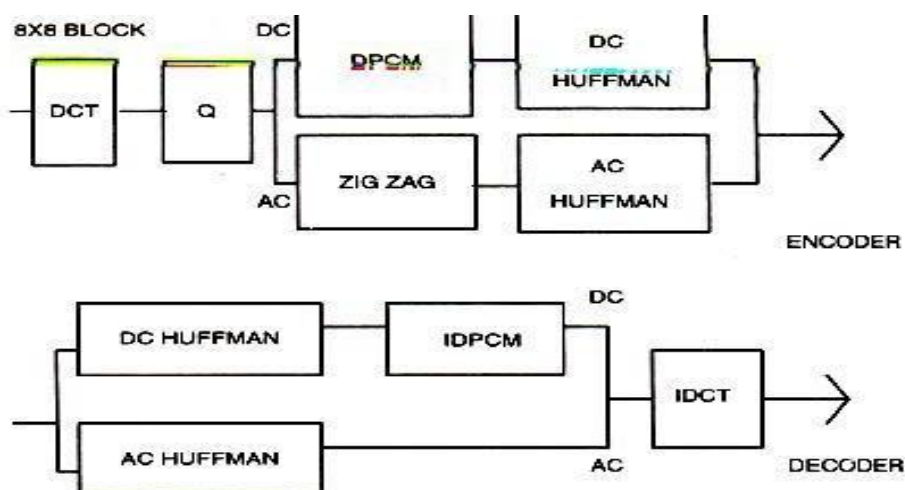 8X8 BLOCK
DC
DPCM
DC
HUFFMAN
DCT
Q
AC
ZIG ZAG
AC
HUFFMAN
ENCODER
DC HUFFMAN
IDPCM
DC
IDCT
AC HUFFMAN
AC
DECODER